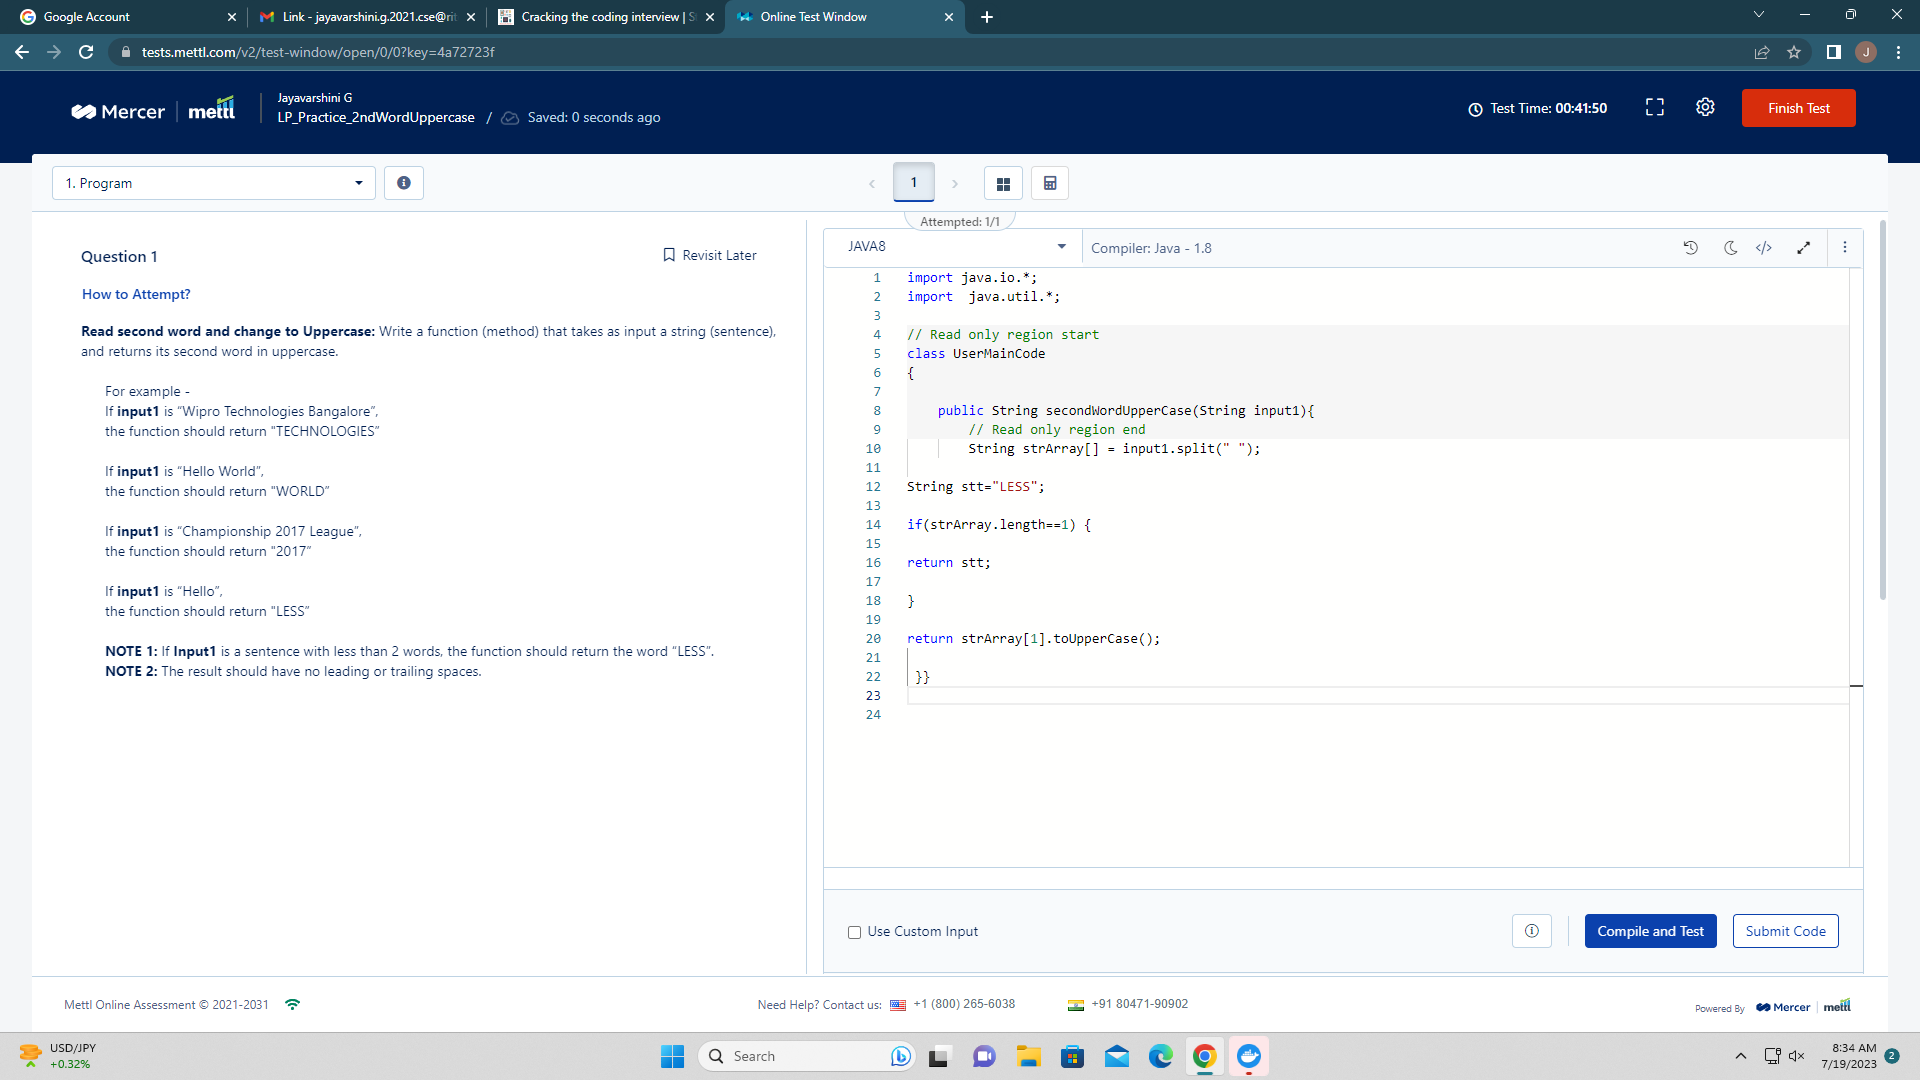 Google Account
Link - jayavarshini.g.2021.cse@rit
Cracking the coding interview | S
Online Test Window
tests.mettl.com/v2/test-window/open/0/0?key=4a72723f
J
Mercer
mettl
Jayavarshini G
LP_Practice_2ndWordUppercase / Saved: 0 seconds ago
Test Time: 00:41:50
Finish Test
1. Program
1
Attempted: 1/1
Question 1
Revisit Later
How to Attempt?
Read second word and change to Uppercase: Write a function (method) that takes as input a string (sentence),
and returns its second word in uppercase.
For example -
If input1 is “Wipro Technologies Bangalore”,
the function should return "TECHNOLOGIES”
If input1 is “Hello World”,
the function should return "WORLD”
If input1 is “Championship 2017 League”,
the function should return "2017”
If input1 is “Hello”,
the function should return "LESS”
NOTE 1: If Input1 is a sentence with less than 2 words, the function should return the word “LESS”.
NOTE 2: The result should have no leading or trailing spaces.
JAVA8
Compiler: Java - 1.8
1 import java.io.*;
2 import  java.util.*;
3
4 // Read only region start
5 class UserMainCode
6 {
7
8     public String secondWordUpperCase(String input1){
9         // Read only region end
10         String strArray[] = input1.split(" ");
11
12 String stt="LESS";
13
14 if(strArray.length==1) {
15
16 return stt;
17
18 }
19
20 return strArray[1].toUpperCase();
21
22  }}
23
24
Use Custom Input
Compile and Test
Submit Code
Mettl Online Assessment © 2021-2031
Need Help? Contact us: +1 (800) 265-6038
+91 80471-90902
Powered By Mercer mettl
USD/JPY
+0.32%
Search
8:34 AM
7/19/2023
2